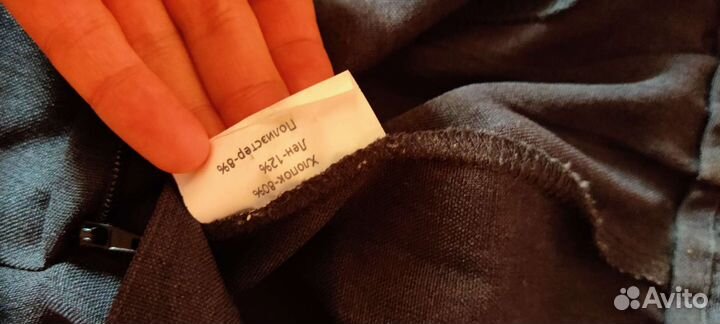 Хлопок-80%
Лен-12%
Полиэстер-8%
Avito